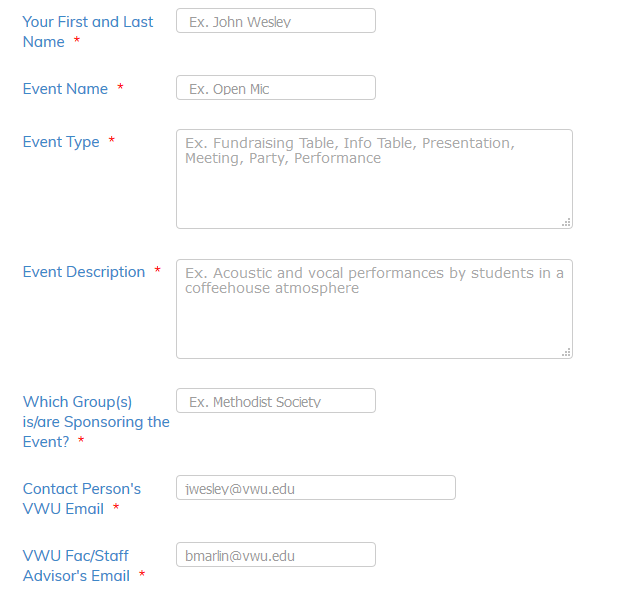 Your First and Last
Name *
Ex. John Wesley
Event Name *
Ex. Open Mic
Event Type *
Ex. Fundraising Table, Info Table, Presentation,
Meeting, Party, Performance
Event Description *
Ex. Acoustic and vocal performances by students in a
coffeehouse atmosphere
Which Group(s)
is/are Sponsoring the
Event? *
Ex. Methodist Society
Contact Person's
VWU Email *
jwesley@vwu.edu
VWU Fac/Staff
Advisor's Email *
bmarlin@vwu.edu